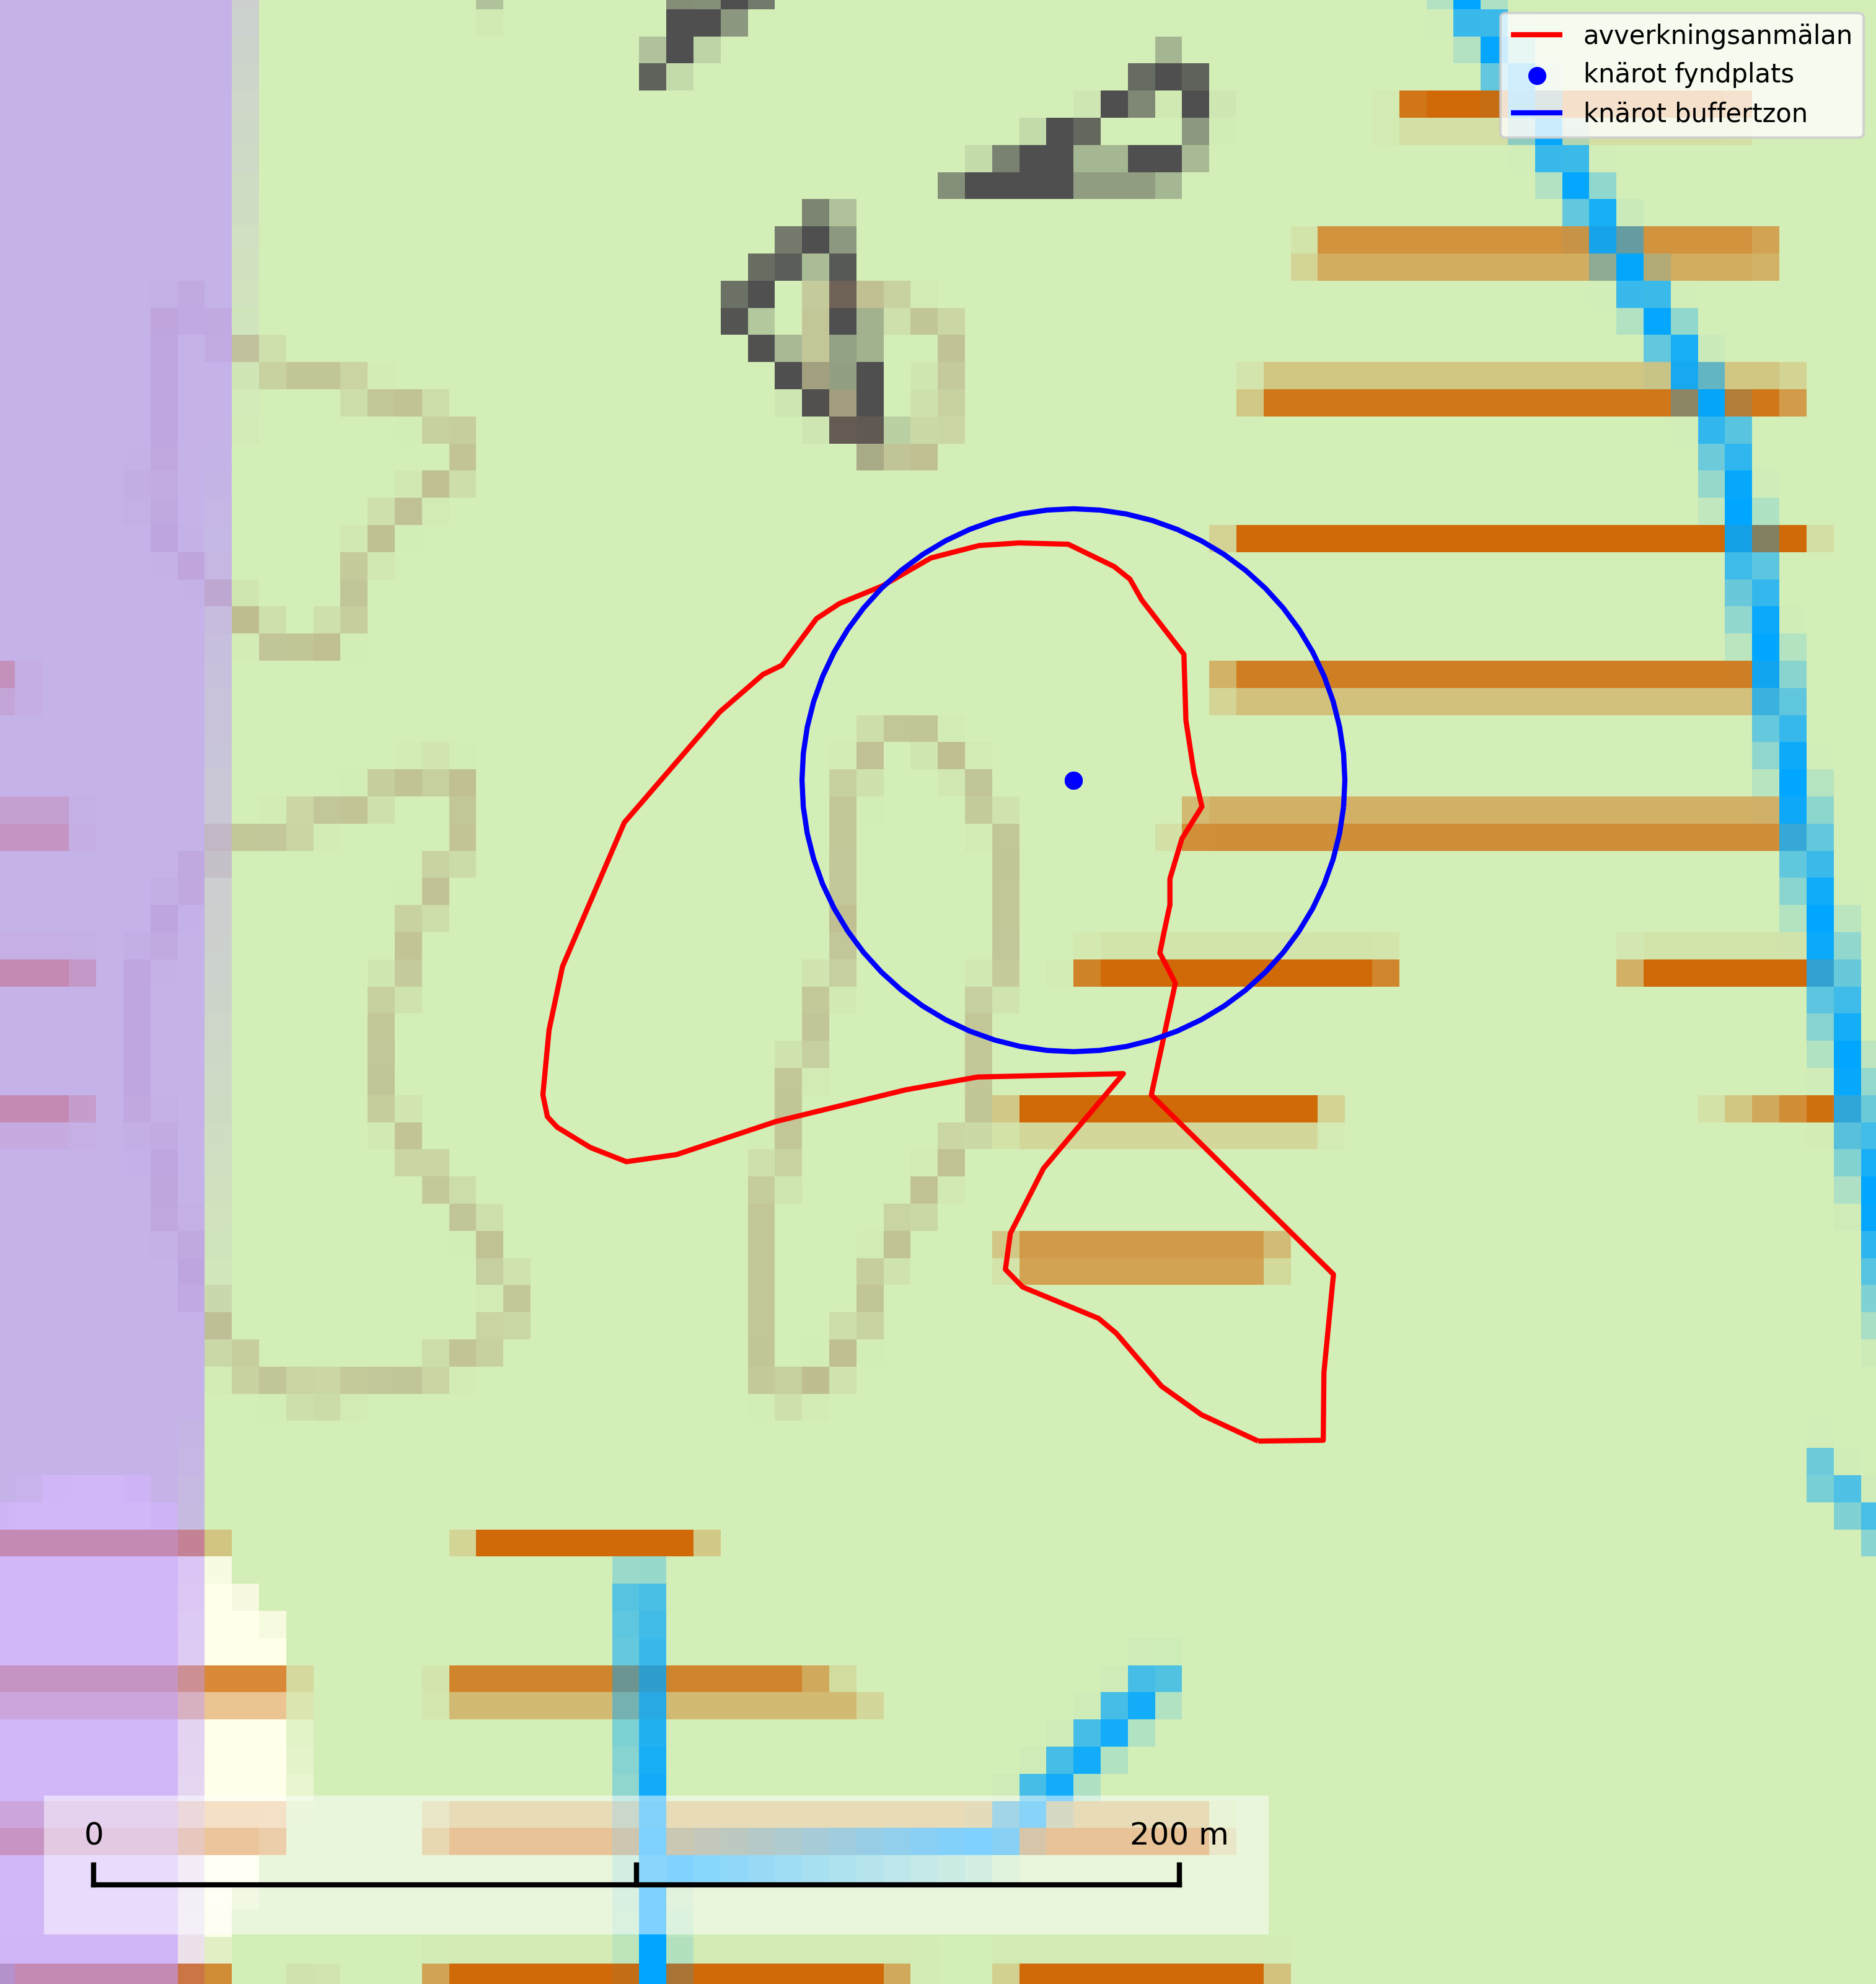 avverkningsanmälan
knärot fyndplats
knärot buffertzon
0 200 m